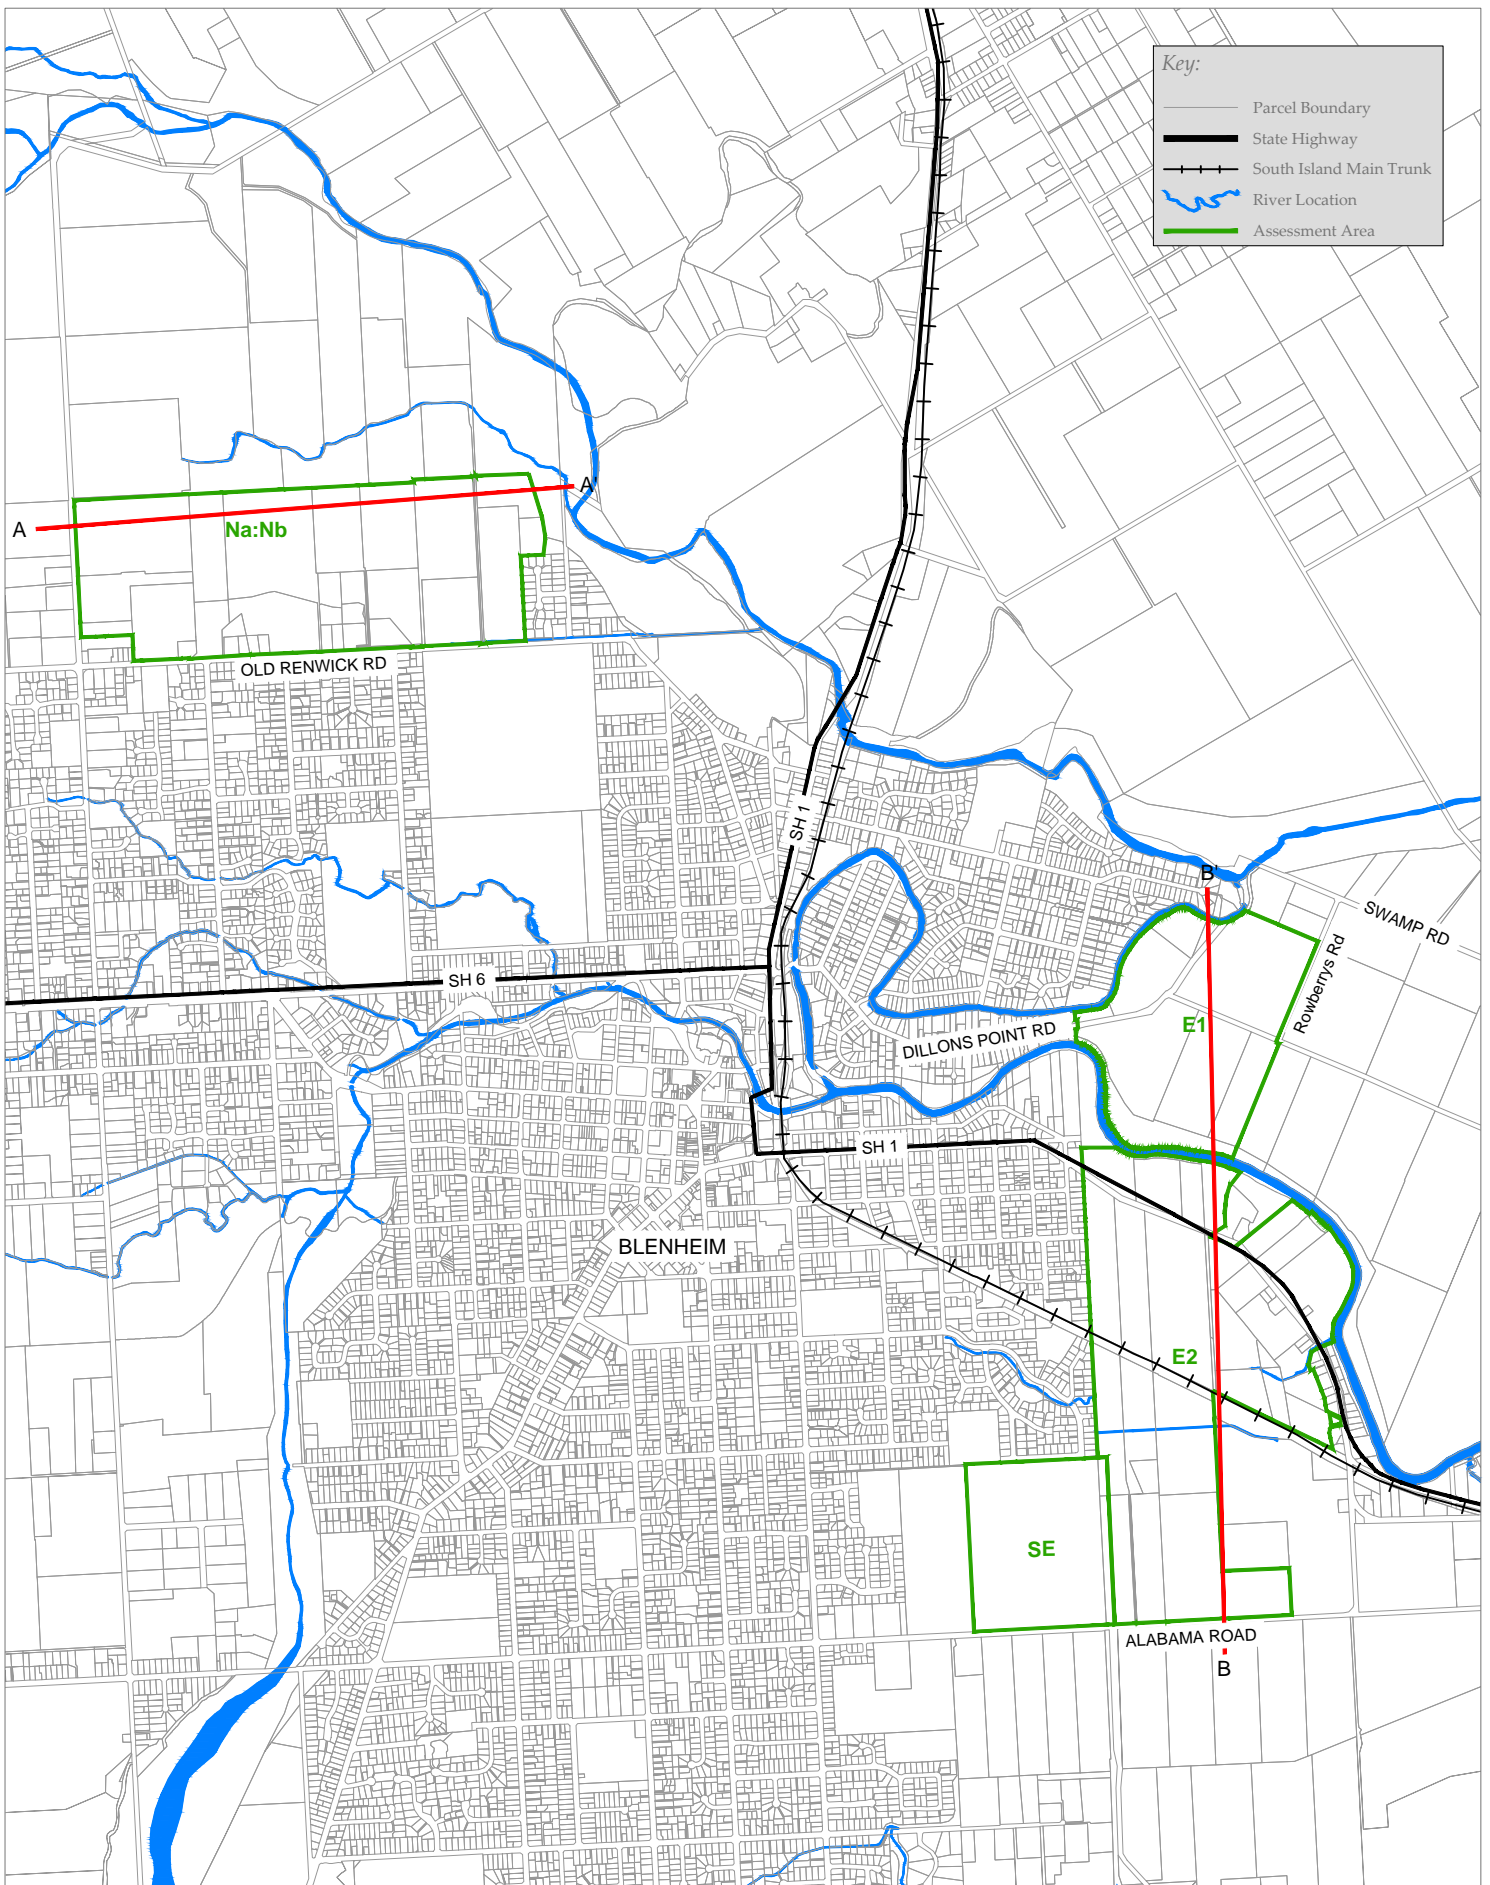 Key:
Parcel Boundary
State Highway
South Island Main Trunk
River Location
Assessment Area
A
A
Na:Nb
OLD RENWICK RD
SH 1
B'
SWAMP RD
Rowberrys Rd
SH 6
E1
DILLONS POINT RD
SH 1
BLENHEIM
E2
SE
ALABAMA ROAD
B